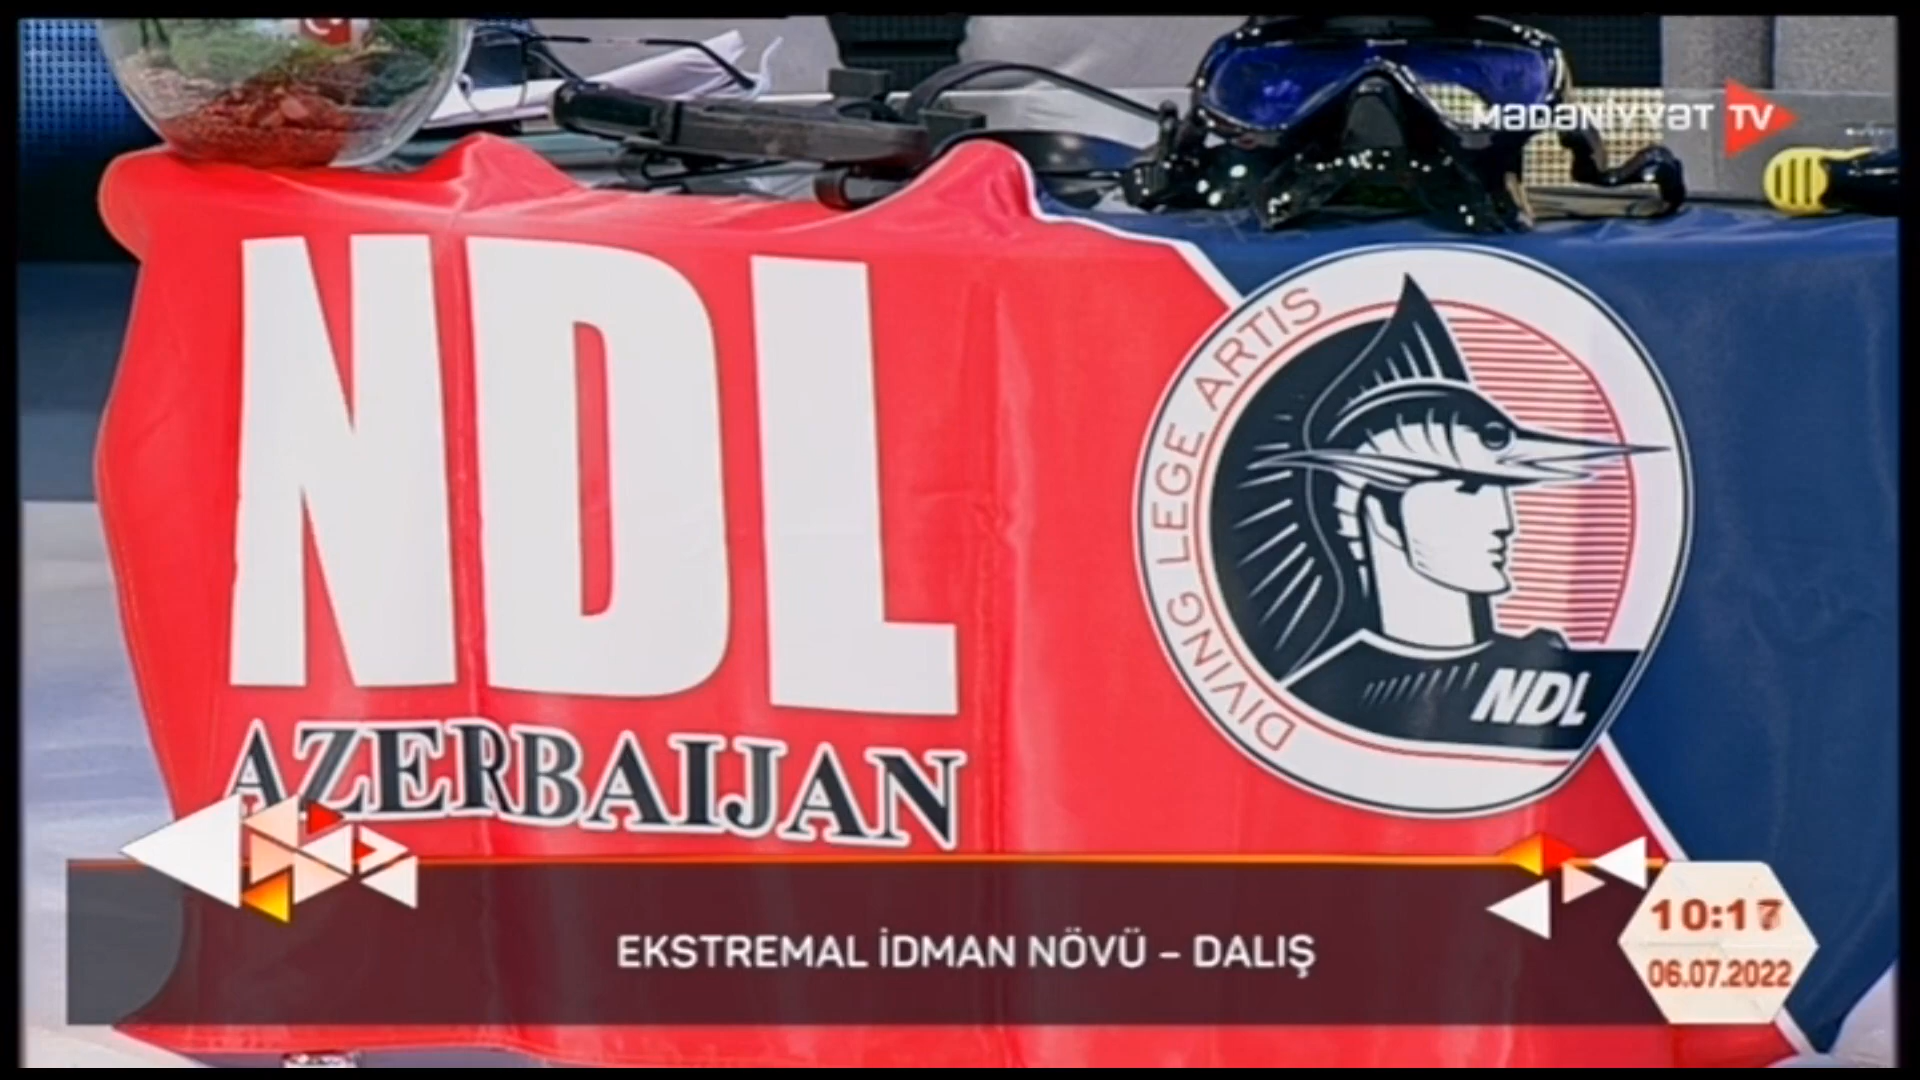 MƏDƏNİYYƏT TV
NDL
AZERBAIJAN
DIVING LEGE ARTIS
NDL
EKSTREMAL İDMAN NÖVÜ – DALIŞ
10:17
06.07.2022